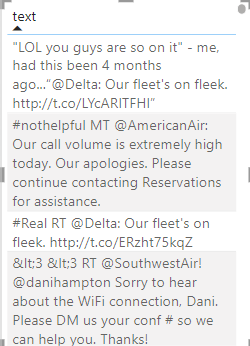 text
"LOL you guys are so on it" - me,
had this been 4 months
ago..."@Delta: Our fleet's on fleek.
http://t.co/LYcARlTFHl"
#nothelpful MT @AmericanAir:
Our call volume is extremely high
today. Our apologies. Please
continue contacting Reservations
for assistance.
#Real RT @Delta: Our fleet's on
fleek. http://t.co/ERzht75kqZ
&lt;3 &lt;3 RT @SouthwestAir!
@danihampton Sorry to hear
about the WiFi connection, Dani.
Please DM us your conf # so we
can help you. Thanks!